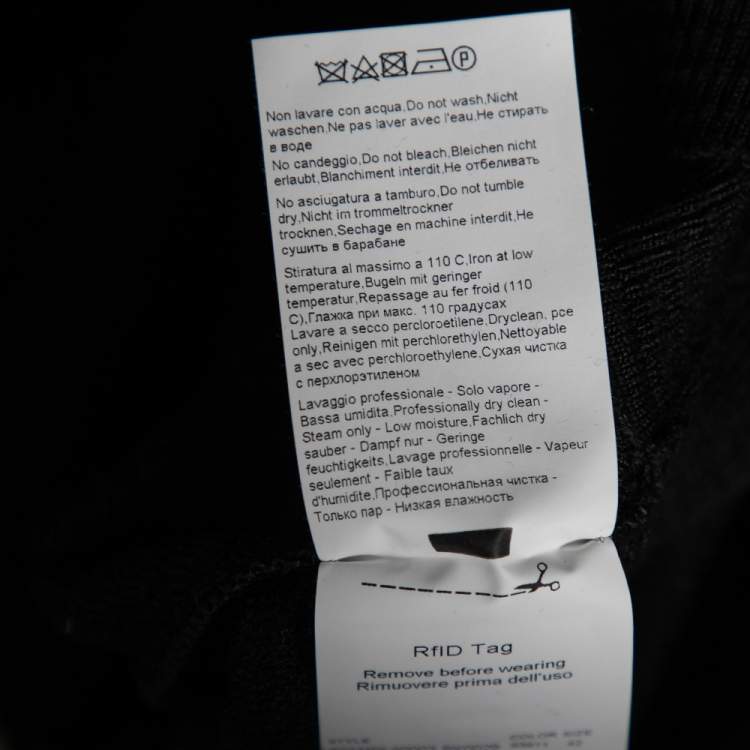 P
Non lavare con acqua,Do not wash,Nicht
waschen,Ne pas laver avec l'eau,Не стирать
в воде
No candeggio,Do not bleach,Bleichen nicht
erlaubt,Blanchiment interdit,Не отбеливать
No asciugatura a tamburo,Do not tumble
dry,Nicht im trommeltrockner
trocknen,Sechage en machine interdit,Не
сушить в барабане
Stiratura al massimo a 110 C,Iron at low
temperature,Bugeln mit geringer
temperatur,Repassage au fer froid (110
C),Глажка при макс. 110 градусах
Lavare a secco percloroetilene,Dryclean, pce
only,Reinigen mit perchlorethylen,Nettoyable
a sec avec perchloroethylene,Сухая чистка
с перхлорэтиленом
Lavaggio professionale - Solo vapore -
Bassa umidita,Professionally dry clean -
Steam only - Low moisture,Fachlich dry
sauber - Dampf nur - Geringe
feuchtigkeits,Lavage professionnelle - Vapeur
seulement - Faible taux
d'humidite,Профессиональная чистка -
Только пар - Низкая влажность
RfID Tag
Remove before wearing
Rimuovere prima dell'uso
STYLE COLOR SIZE